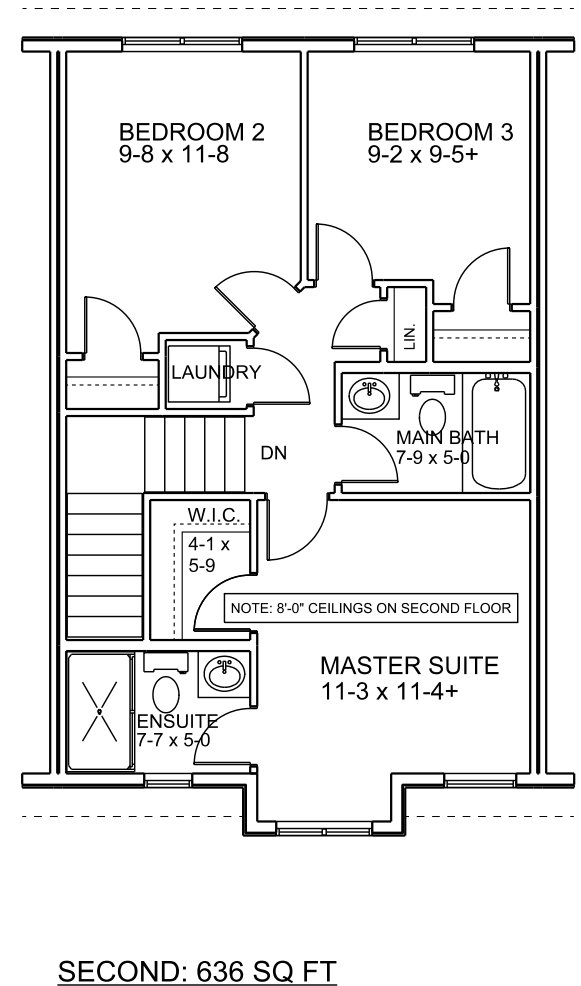 BEDROOM 2
9-8 x 11-8
BEDROOM 3
9-2 x 9-5+
LIN.
LAUNDRY
MAIN BATH
7-9 x 5-0
DN
W.I.C.
4-1 x
5-9
NOTE: 8'-0" CEILINGS ON SECOND FLOOR
MASTER SUITE
11-3 x 11-4+
ENSUITE
7-7 x 5-0
SECOND: 636 SQ FT